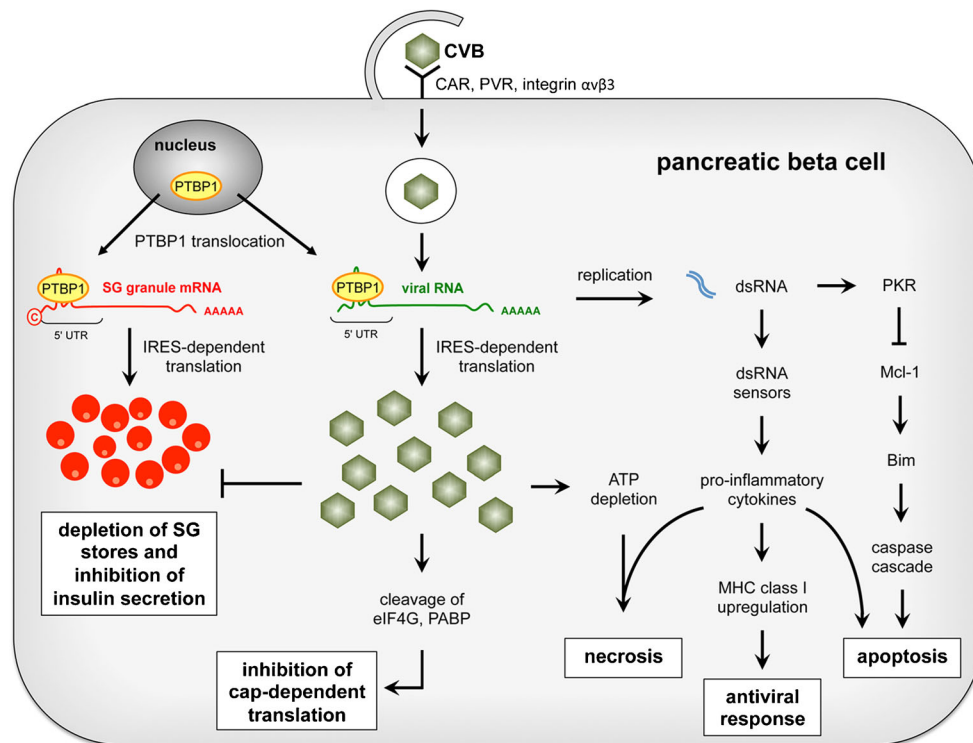 CVB
CAR, PVR, integrin αvβ3
nucleus
PTBP1
pancreatic beta cell
PTBP1 translocation
PTBP1
SG granule mRNA
C
AAAAA
5' UTR
PTBP1
viral RNA
AAAAA
5' UTR
replication
dsRNA
PKR
IRES-dependent
translation
IRES-dependent
translation
dsRNA
sensors
Mcl-1
ATP
depletion
pro-inflammatory
cytokines
Bim
depletion of SG
stores and
inhibition of
insulin secretion
cleavage of
eIF4G, PABP
MHC class I
upregulation
caspase
cascade
inhibition of
cap-dependent
translation
necrosis
antiviral
response
apoptosis